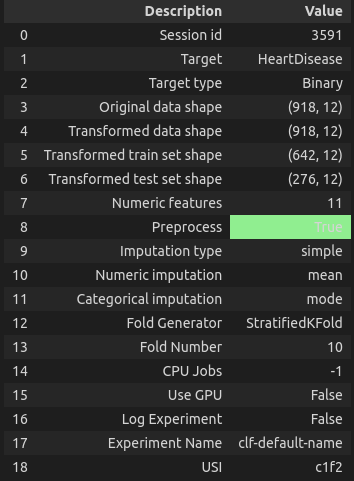 Description Value
0 Session id 3591
1 Target HeartDisease
2 Target type Binary
3 Original data shape (918, 12)
4 Transformed data shape (918, 12)
5 Transformed train set shape (642, 12)
6 Transformed test set shape (276, 12)
7 Numeric features 11
8 Preprocess True
9 Imputation type simple
10 Numeric imputation mean
11 Categorical imputation mode
12 Fold Generator StratifiedKFold
13 Fold Number 10
14 CPU Jobs -1
15 Use GPU False
16 Log Experiment False
17 Experiment Name clf-default-name
18 USI c1f2